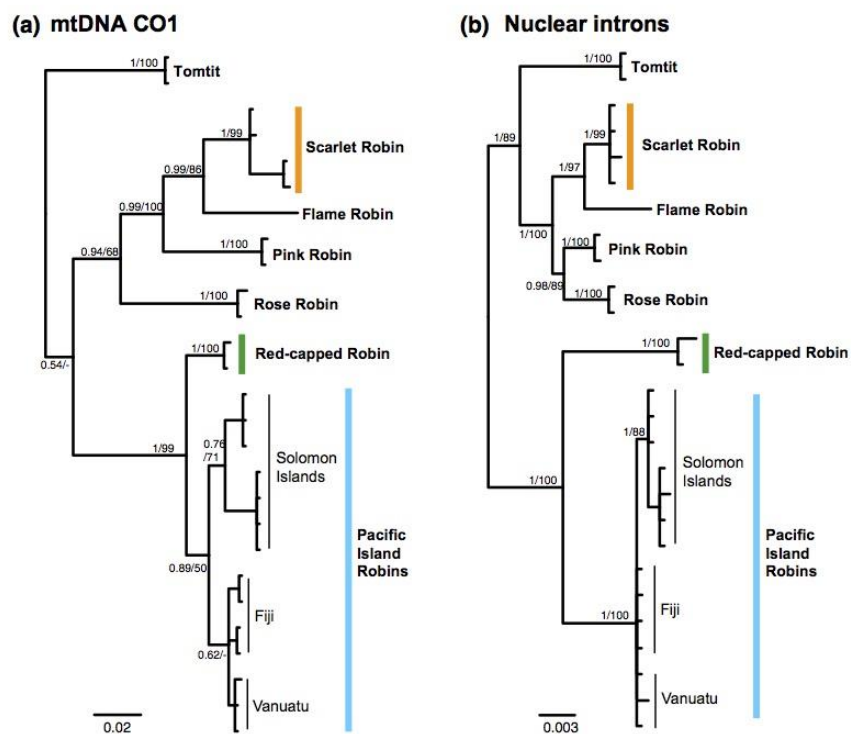 (a) mtDNA CO1
1/100
Tomtit
1/99
Scarlet Robin
0.99/86
0.99/100
Flame Robin
1/100
Pink Robin
0.94/68
1/100
Rose Robin
1/100
Red-capped Robin
0.54/-
1/99
0.76
/71
Solomon
Islands
Pacific
Island
Robins
0.89/50
Fiji
0.62/-
Vanuatu
0.02
(b) Nuclear introns
1/100
Tomtit
1/89
1/99
Scarlet Robin
1/97
Flame Robin
1/100
1/100
Pink Robin
0.98/89
1/100
Rose Robin
1/100
Red-capped Robin
1/88
Solomon
Islands
1/100
Pacific
Island
Robins
Fiji
1/100
Vanuatu
0.003